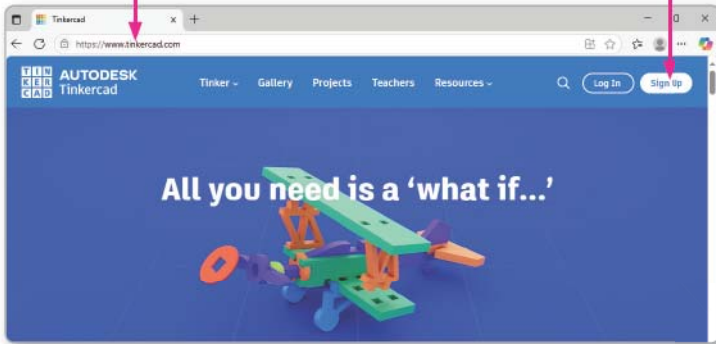 Tinkercad
https://www.tinkercad.com
TIN
KER
CAD
AUTODESK
Tinkercad
Tinker Gallery Projects Teachers Resources
Log In Sign Up
All you need is a ‘what if...’